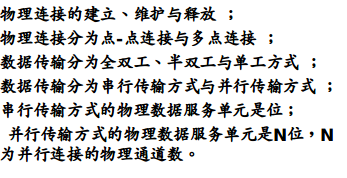 物理连接的建立、维护与释放 ；
物理连接分为点-点连接与多点连接 ；
数据传输分为全双工、半双工与单工方式 ；
数据传输分为串行传输方式与并行传输方式 ；
串行传输方式的物理数据服务单元是位；
并行传输方式的物理数据服务单元是N位，N
为并行连接的物理通道数。